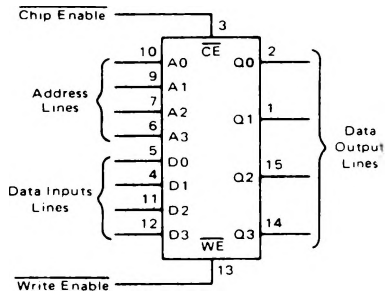 Chip Enable
3
10 A0 CE Q0 2
9 A1
Address Lines
7 A2 Q1 1
6 A3
Data Output Lines
5 D0
4 D1 Q2 15
Data Inputs Lines
11 D2
12 D3 Q3 14
WE
13
Write Enable